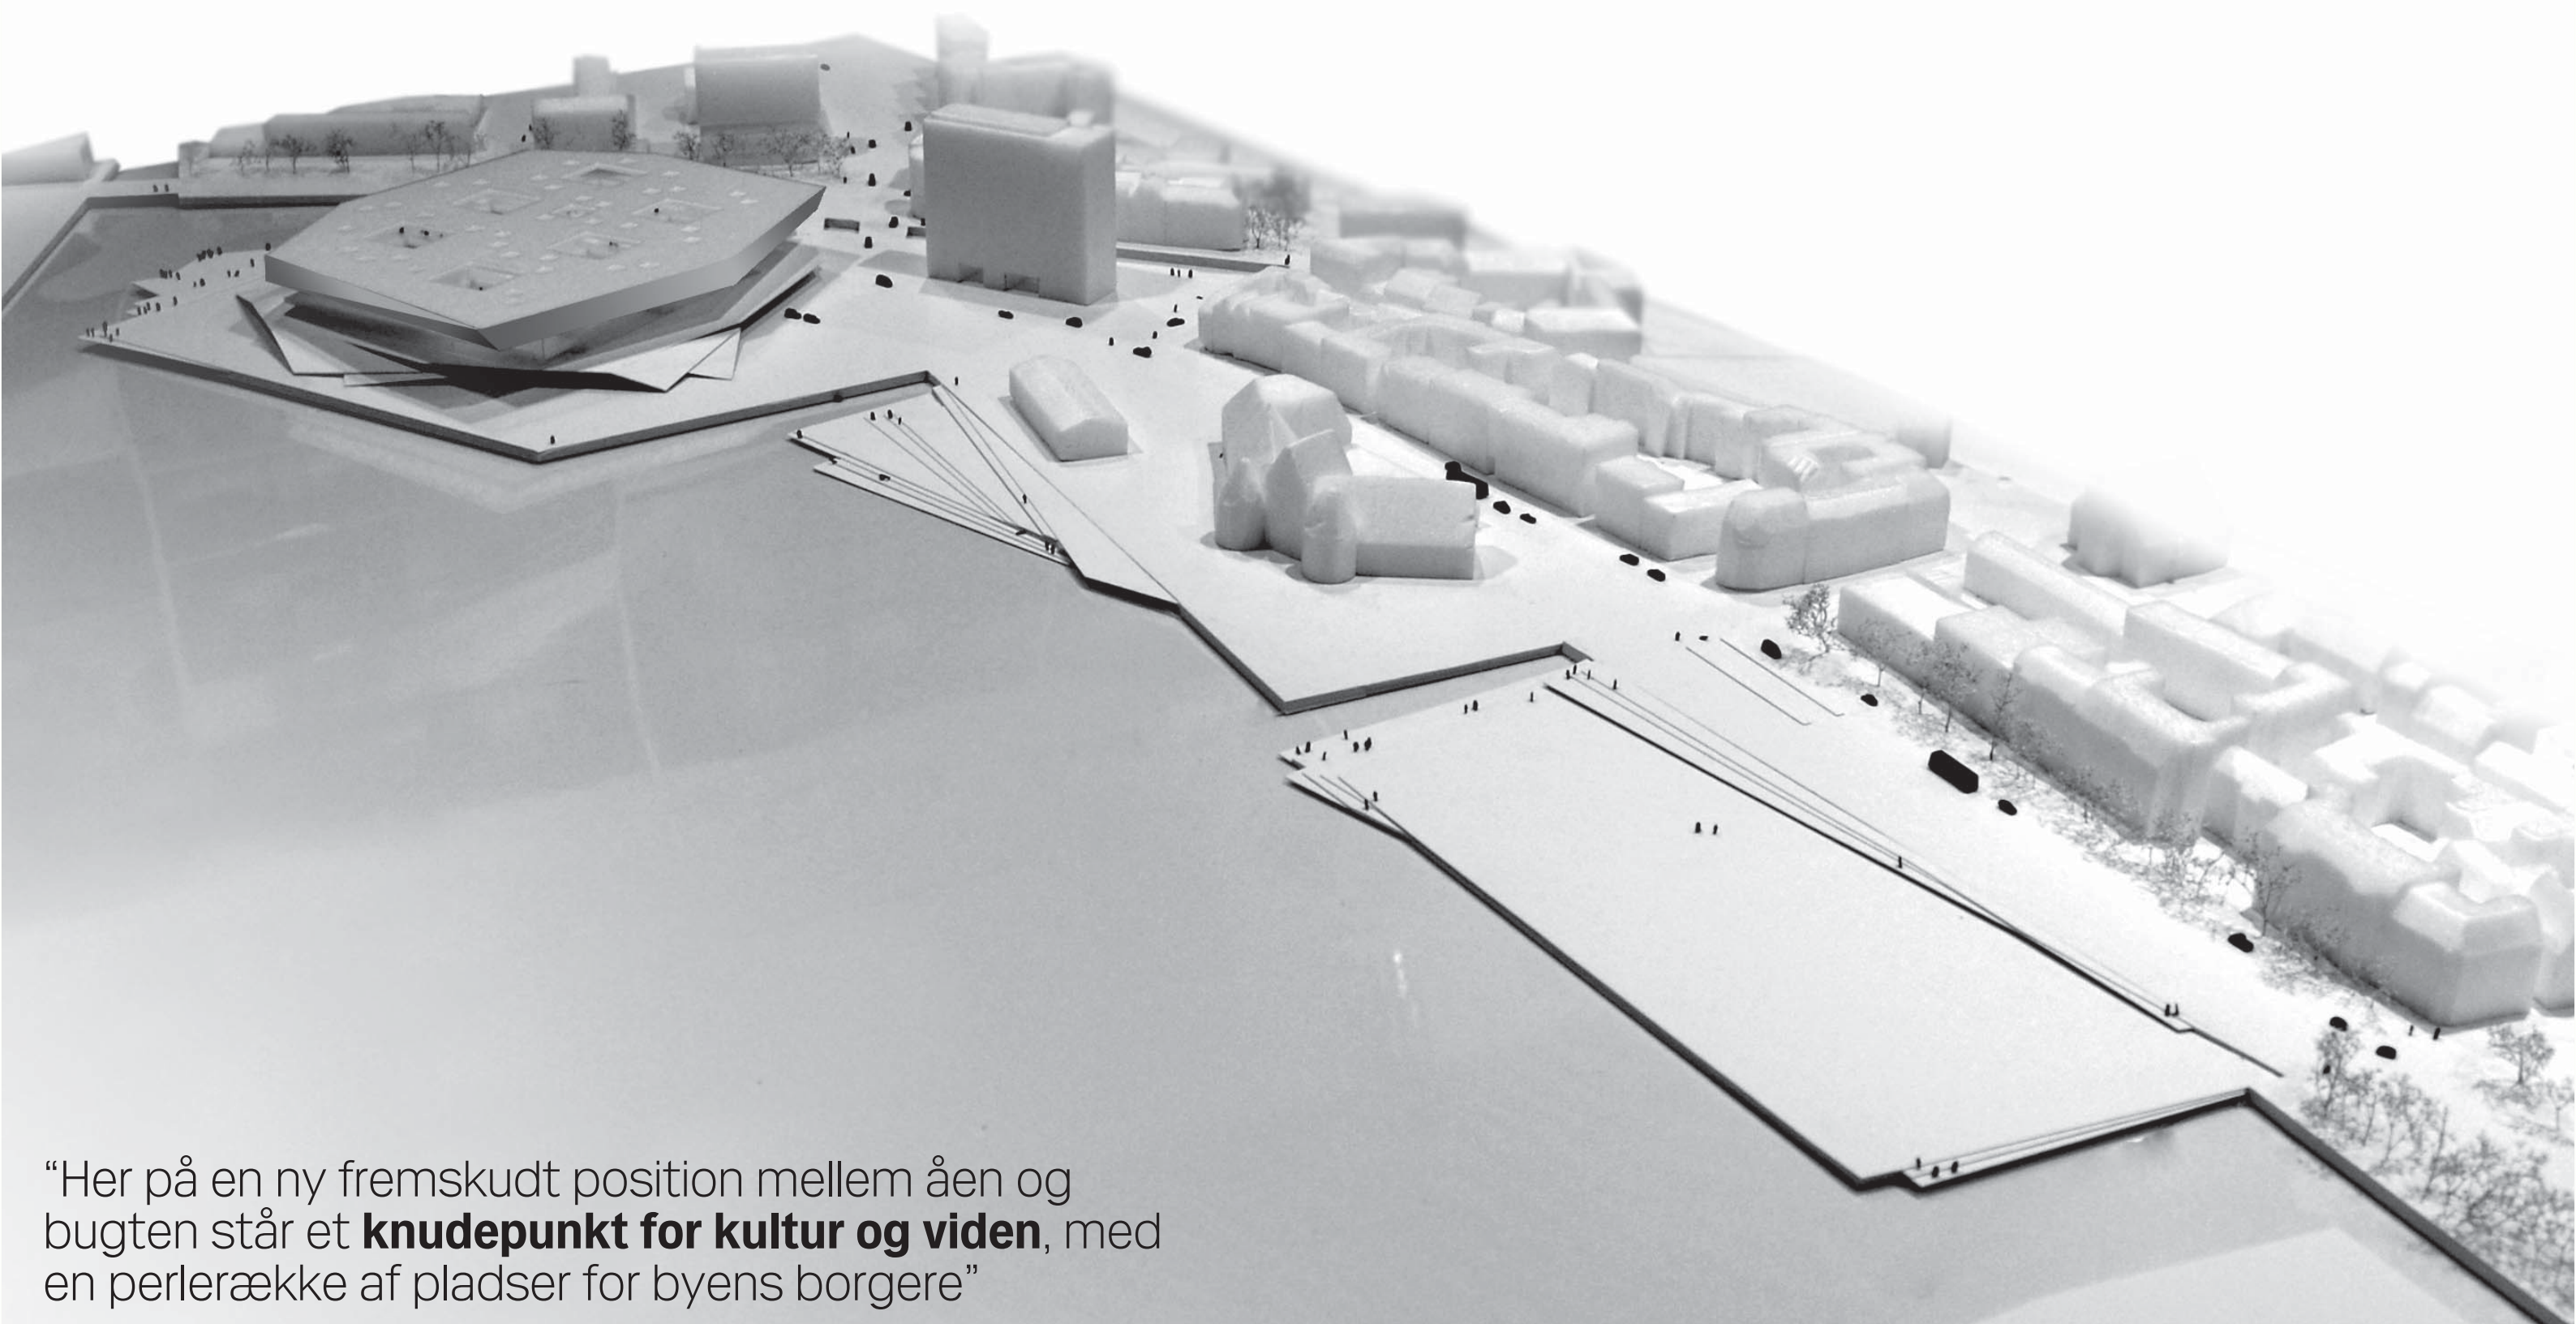 “Her på en ny fremskudt position mellem åen og
bugten står et knudepunkt for kultur og viden, med
en perlerække af pladser for byens borgere”